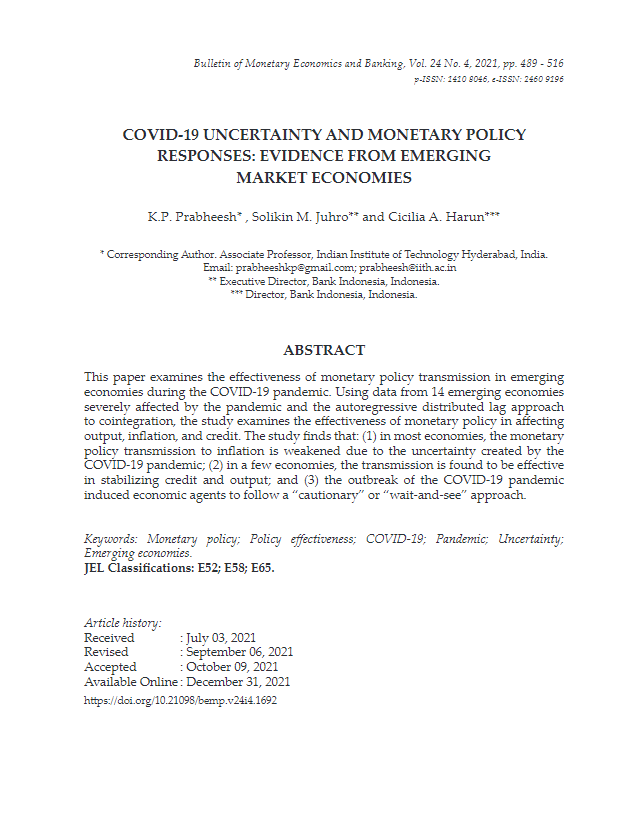 Bulletin of Monetary Economics and Banking, Vol. 24 No. 4, 2021, pp. 489 - 516
p-ISSN: 1410 8046, e-ISSN: 2460 9196
COVID-19 UNCERTAINTY AND MONETARY POLICY
RESPONSES: EVIDENCE FROM EMERGING
MARKET ECONOMIES
K.P. Prabheesh* , Solikin M. Juhro** and Cicilia A. Harun***
* Corresponding Author. Associate Professor, Indian Institute of Technology Hyderabad, India.
Email: prabheeshkp@gmail.com; prabheesh@iith.ac.in
** Executive Director, Bank Indonesia, Indonesia.
*** Director, Bank Indonesia, Indonesia.
ABSTRACT
This paper examines the effectiveness of monetary policy transmission in emerging
economies during the COVID-19 pandemic. Using data from 14 emerging economies
severely affected by the pandemic and the autoregressive distributed lag approach
to cointegration, the study examines the effectiveness of monetary policy in affecting
output, inflation, and credit. The study finds that: (1) in most economies, the monetary
policy transmission to inflation is weakened due to the uncertainty created by the
COVID-19 pandemic; (2) in a few economies, the transmission is found to be effective
in stabilizing credit and output; and (3) the outbreak of the COVID-19 pandemic
induced economic agents to follow a “cautionary” or “wait-and-see” approach.
Keywords: Monetary policy; Policy effectiveness; COVID-19; Pandemic; Uncertainty;
Emerging economies.
JEL Classifications: E52; E58; E65.
Article history:
Received : July 03, 2021
Revised : September 06, 2021
Accepted : October 09, 2021
Available Online : December 31, 2021
https://doi.org/10.21098/bemp.v24i4.1692